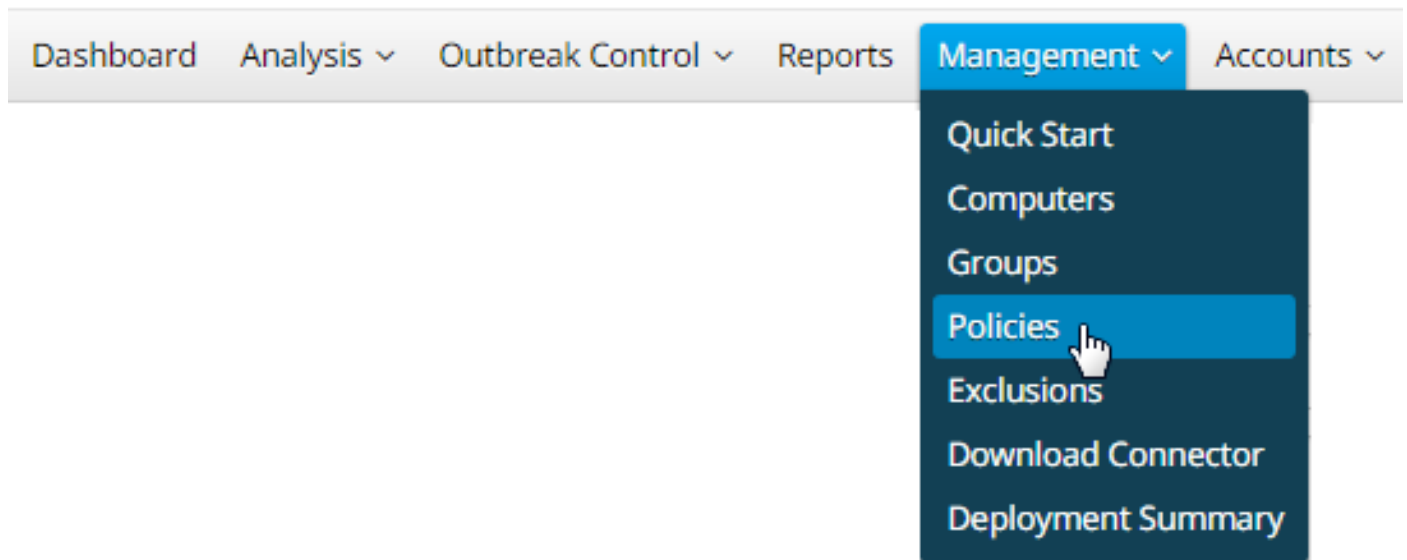 Dashboard Analysis Outbreak Control Reports Management Accounts
Quick Start
Computers
Groups
Policies
Exclusions
Download Connector
Deployment Summary